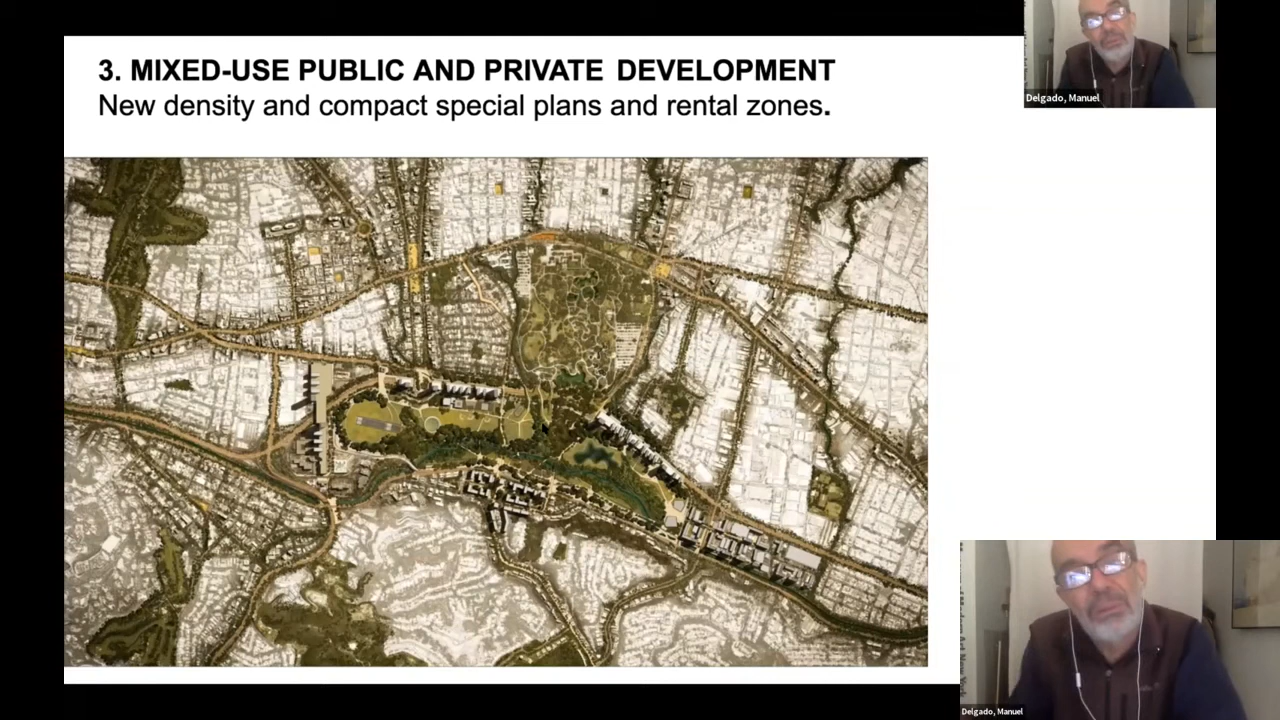 3. MIXED-USE PUBLIC AND PRIVATE DEVELOPMENT
New density and compact special plans and rental zones.
Delgado, Manuel
Delgado, Manuel